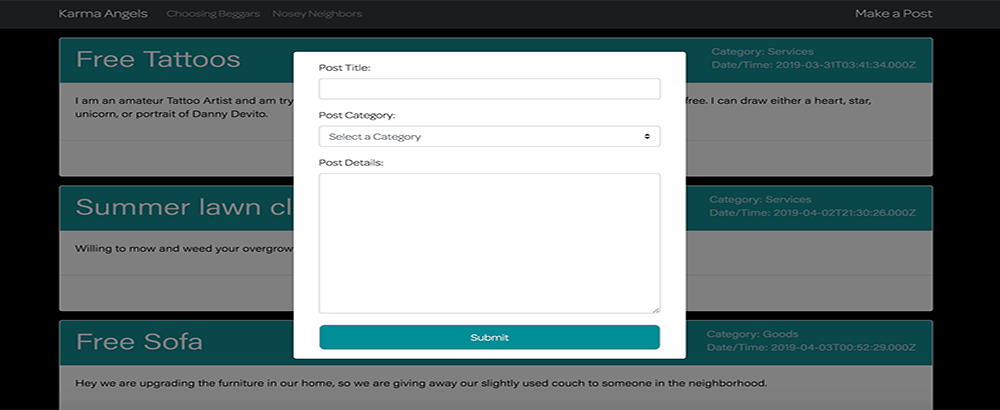 Karma Angels Choosing Beggars Nosey Neighbors Make a Post
Free Tattoos
Category: Services
Date/Time: 2019-03-31T03:41:34.000Z
I am an amateur Tattoo Artist and am try
free. I can draw either a heart, star,
unicorn, or portrait of Danny Devito.
Post Title:
Post Category:
Select a Category
Post Details:
Submit
Summer lawn cl
Category: Services
Date/Time: 2019-04-02T21:30:26.000Z
Willing to mow and weed your overgrow
Free Sofa
Category: Goods
Date/Time: 2019-04-03T00:52:29.000Z
Hey we are upgrading the furniture in our home, so we are giving away our slightly used couch to someone in the neighborhood.